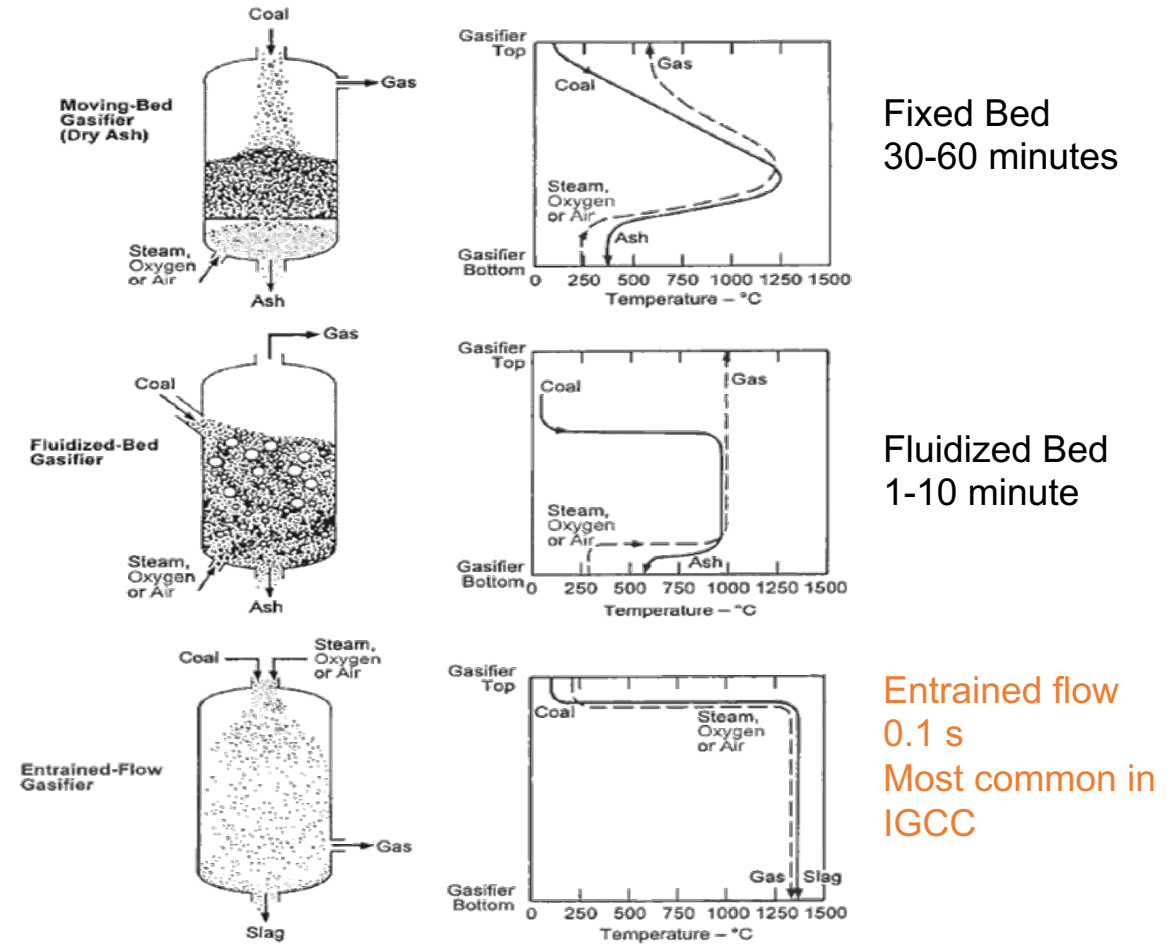 Coal
Gas
Moving-Bed
Gasifier
(Dry Ash)
Steam,
Oxygen
or Air
Ash
Gasifier
Top
Coal
Gas
Steam,
Oxygen
or Air
Ash
Gasifier
Bottom
0 250 500 750 1000 1250 1500
Temperature – °C
Fixed Bed
30-60 minutes
Gas
Coal
Fluidized-Bed
Gasifier
Steam,
Oxygen
or Air
Ash
Gasifier
Top
Coal
Gas
Steam,
Oxygen
or Air
Ash
Gasifier
Bottom
0 250 500 750 1000 1250 1500
Temperature – °C
Fluidized Bed
1-10 minute
Coal
Steam,
Oxygen
or Air
Entrained-Flow
Gasifier
Gas
Slag
Gasifier
Top
Coal
Steam,
Oxygen
or Air
Gas
Slag
Gasifier
Bottom
0 250 500 750 1000 1250 1500
Temperature – °C
Entrained flow
0.1 s
Most common in
IGCC